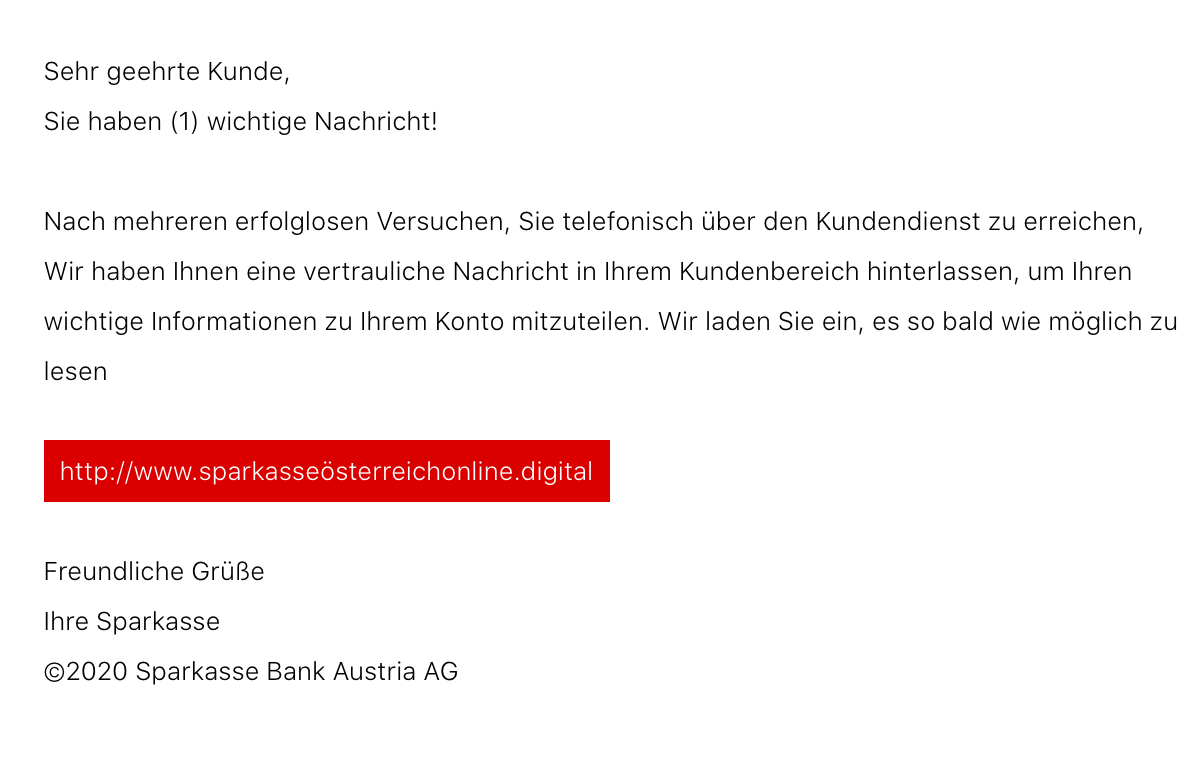 Sehr geehrte Kunde,
Sie haben (1) wichtige Nachricht!
Nach mehreren erfolglosen Versuchen, Sie telefonisch über den Kundendienst zu erreichen,
Wir haben Ihnen eine vertrauliche Nachricht in Ihrem Kundenbereich hinterlassen, um Ihren
wichtige Informationen zu Ihrem Konto mitzuteilen. Wir laden Sie ein, es so bald wie möglich zu
lesen
http://www.sparkasseösterreichonline.digital
Freundliche Grüße
Ihre Sparkasse
©2020 Sparkasse Bank Austria AG